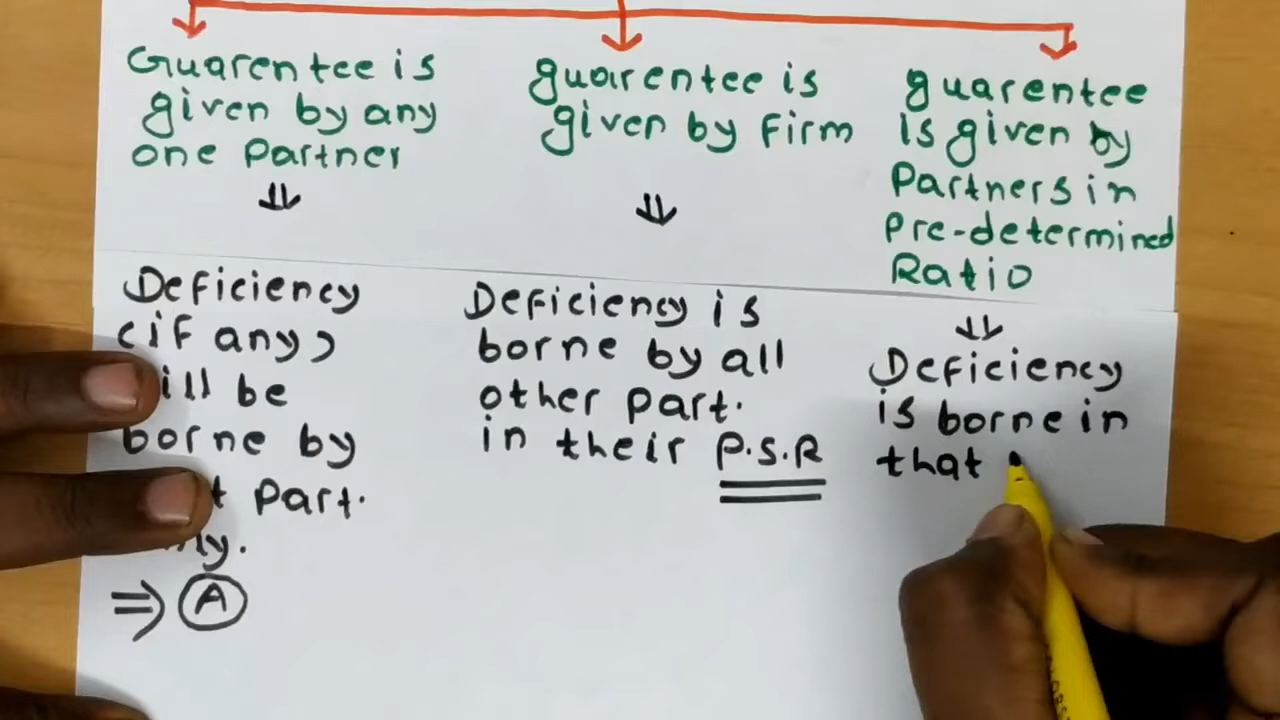 Guarentee is
given by any
one Partner
guarentee is
given by Firm
guarentee
is given by
Partners in
Pre-determined
Ratio
Deficiency
(if any)
be
borne by
Part.
Deficiency is
borne by all
other part.
in their P.S.R
Deficiency
is borne in
that
⇒ A